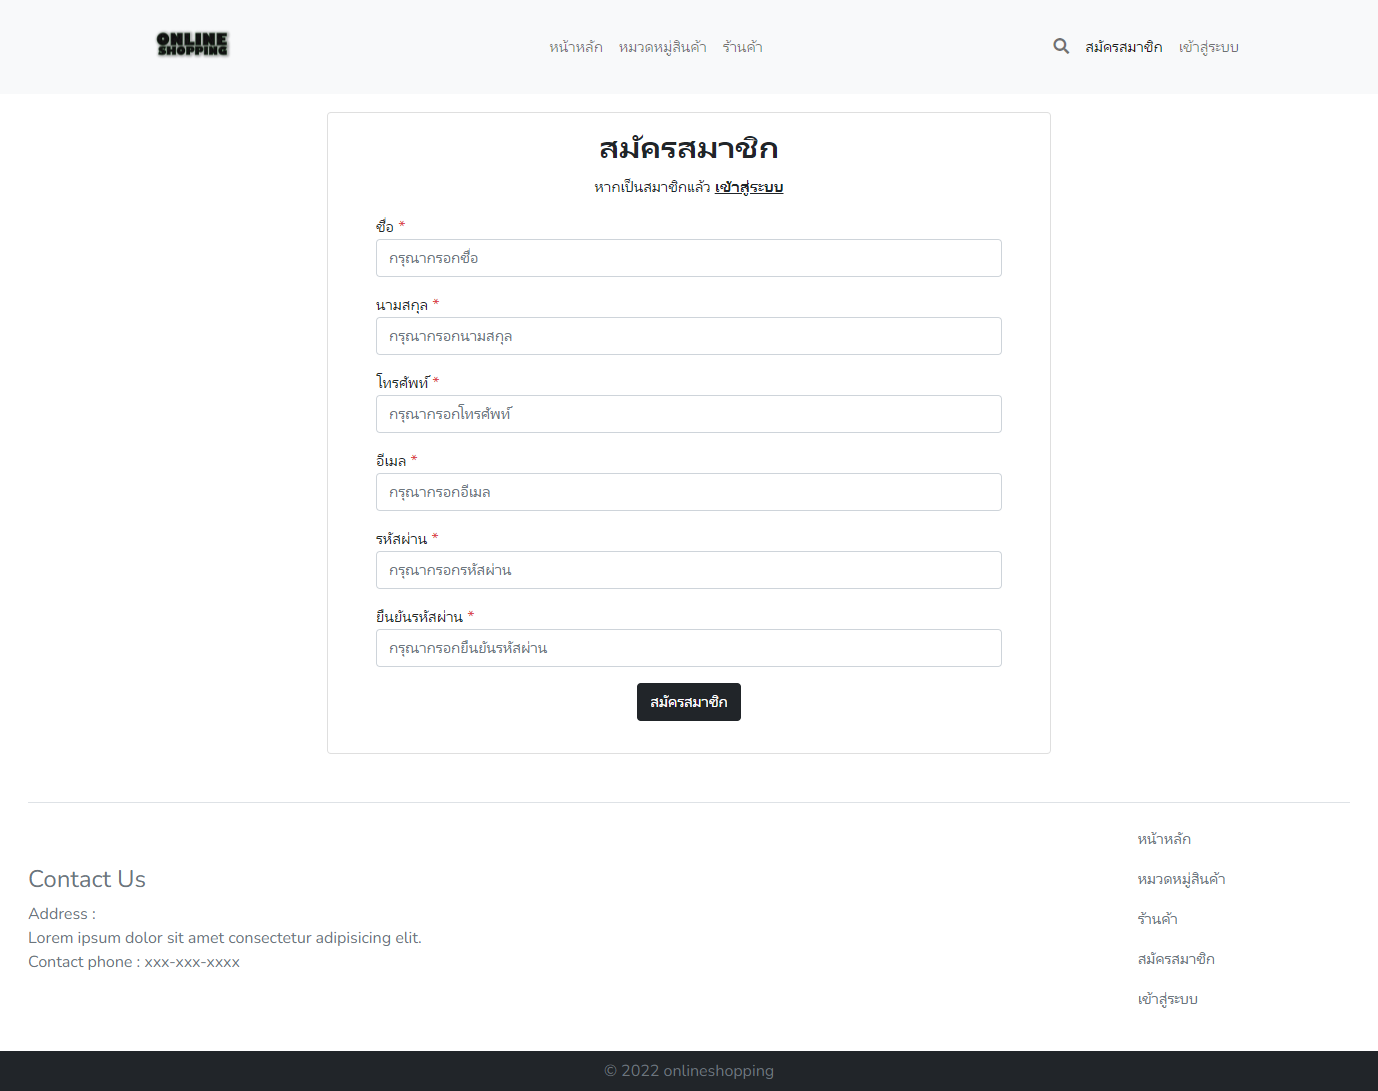 ONLINE
SHOPPING
หน้าหลัก หมวดหมู่สินค้า ร้านค้า
สมัครสมาชิก เข้าสู่ระบบ
สมัครสมาชิก
หากเป็นสมาชิกแล้ว เข้าสู่ระบบ
ชื่อ *
กรุณากรอกชื่อ
นามสกุล *
กรุณากรอกนามสกุล
โทรศัพท์ *
กรุณากรอกโทรศัพท์
อีเมล *
กรุณากรอกอีเมล
รหัสผ่าน *
กรุณากรอกรหัสผ่าน
ยืนยันรหัสผ่าน *
กรุณากรอกยืนยันรหัสผ่าน
สมัครสมาชิก
Contact Us
Address :
Lorem ipsum dolor sit amet consectetur adipisicing elit.
Contact phone : xxx-xxx-xxxx
หน้าหลัก
หมวดหมู่สินค้า
ร้านค้า
สมัครสมาชิก
เข้าสู่ระบบ
© 2022 onlineshopping